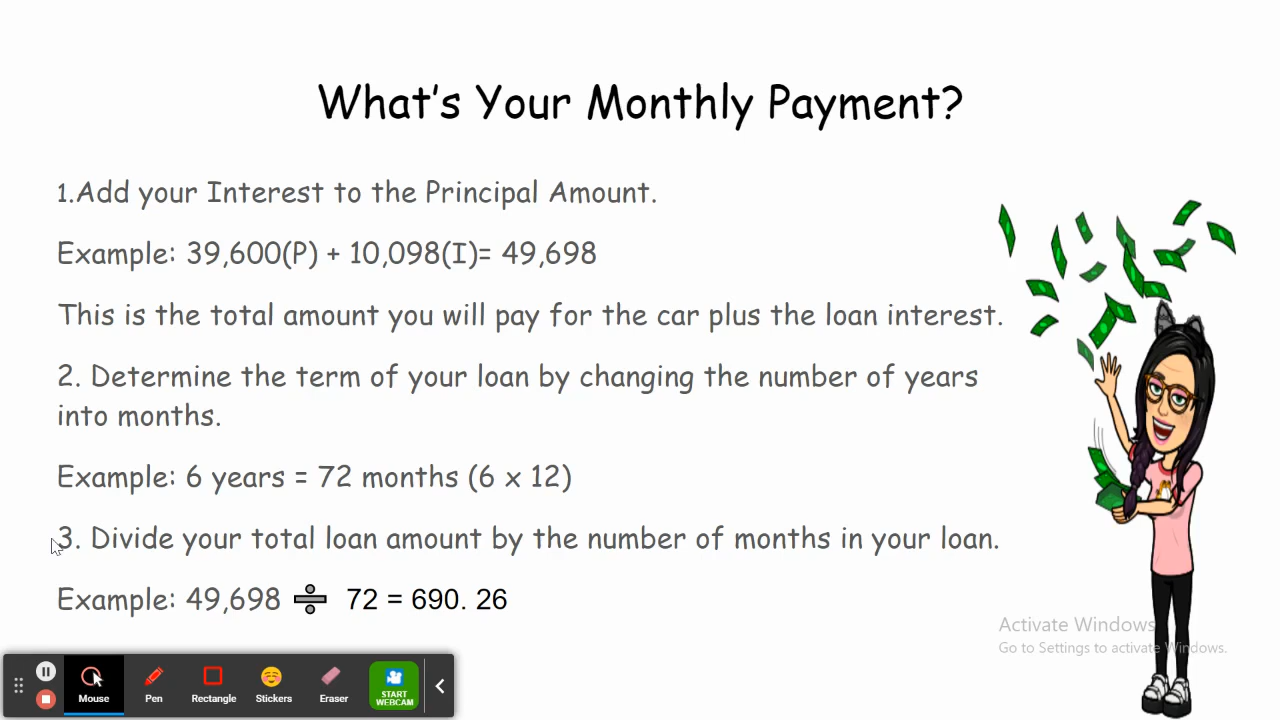 What's Your Monthly Payment?
1.Add your Interest to the Principal Amount.
Example: 39,600(P) + 10,098(I)= 49,698
This is the total amount you will pay for the car plus the loan interest.
2. Determine the term of your loan by changing the number of years
into months.
Example: 6 years = 72 months (6 x 12)
3. Divide your total loan amount by the number of months in your loan.
Example: 49,698 ÷ 72 = 690. 26
Activate Windows
Go to Settings to activate Windows.
Mouse
Pen
Rectangle
Stickers
Eraser
START
WEBCAM